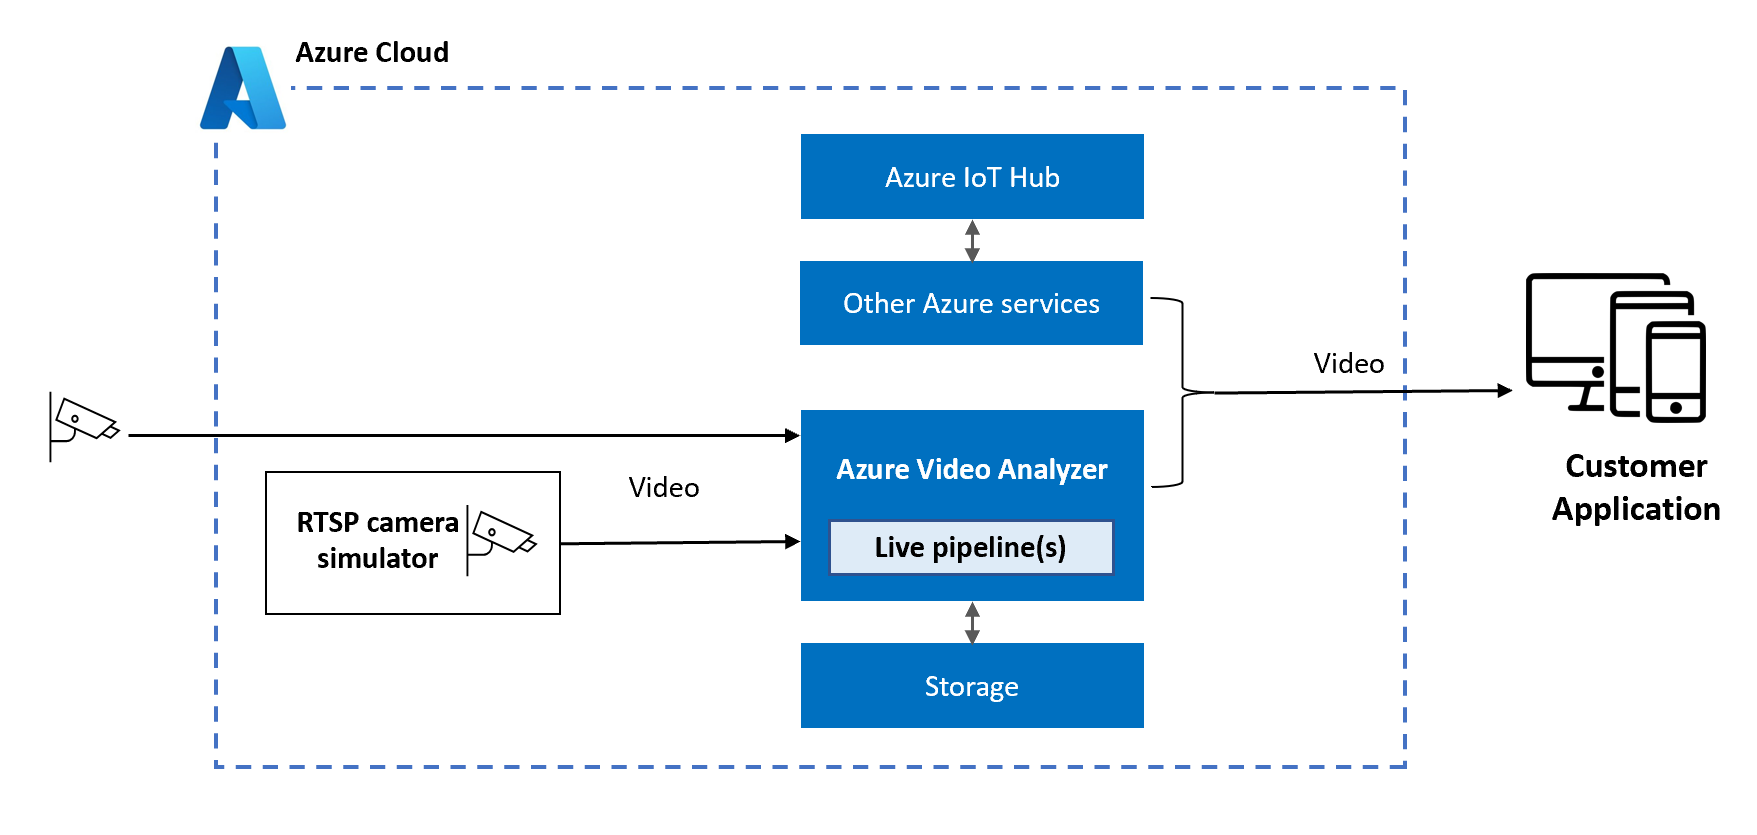 Azure Cloud
Azure IoT Hub
Other Azure services
Video
Azure Video Analyzer
Live pipeline(s)
Video
RTSP camera
simulator
Storage
Customer
Application